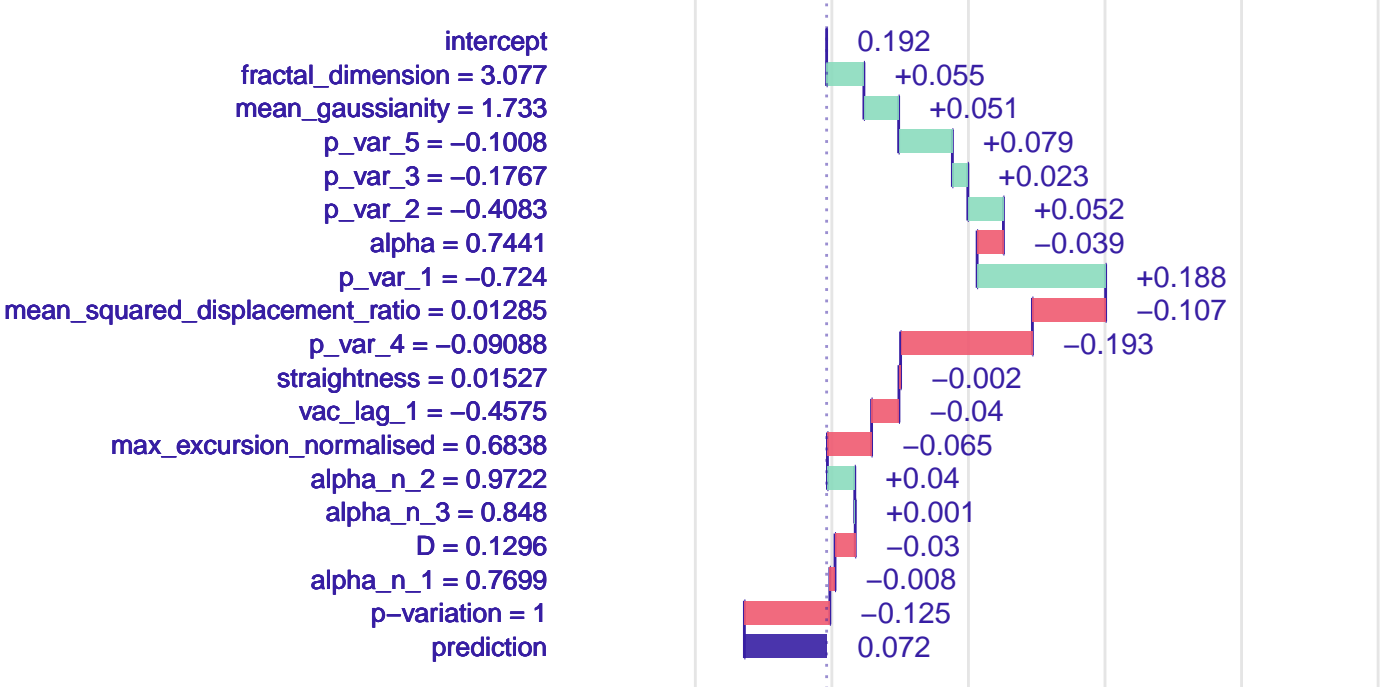 intercept 0.192
fractal_dimension = 3.077 +0.055
mean_gaussianity = 1.733 +0.051
p_var_5 = −0.1008 +0.079
p_var_3 = −0.1767 +0.023
p_var_2 = −0.4083 +0.052
alpha = 0.7441 −0.039
p_var_1 = −0.724 +0.188
mean_squared_displacement_ratio = 0.01285 −0.107
p_var_4 = −0.09088 −0.193
straightness = 0.01527 −0.002
vac_lag_1 = −0.4575 −0.04
max_excursion_normalised = 0.6838 −0.065
alpha_n_2 = 0.9722 +0.04
alpha_n_3 = 0.848 +0.001
D = 0.1296 −0.03
alpha_n_1 = 0.7699 −0.008
p−variation = 1 −0.125
prediction 0.072